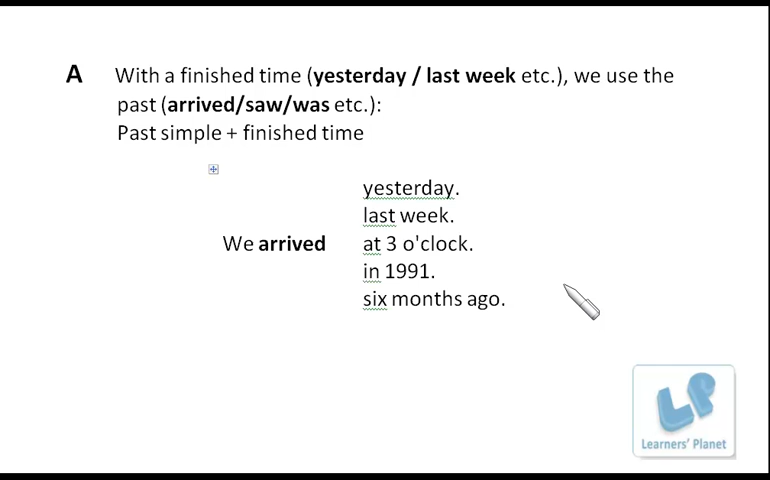 A With a finished time (yesterday / last week etc.), we use the
past (arrived/saw/was etc.):
Past simple + finished time
yesterday.
last week.
We arrived at 3 o'clock.
in 1991.
six months ago.
LP
Learners' Planet